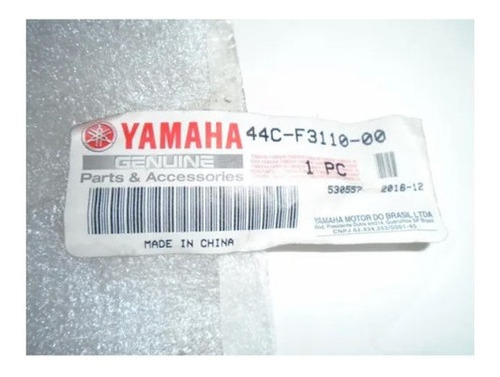 YAMAHA 44C-F3110-00
GENUINE
Parts & Accessories
1 PC
530557 2016-12
YAMAHA MOTOR DO BRASIL LTDA
MADE IN CHINA